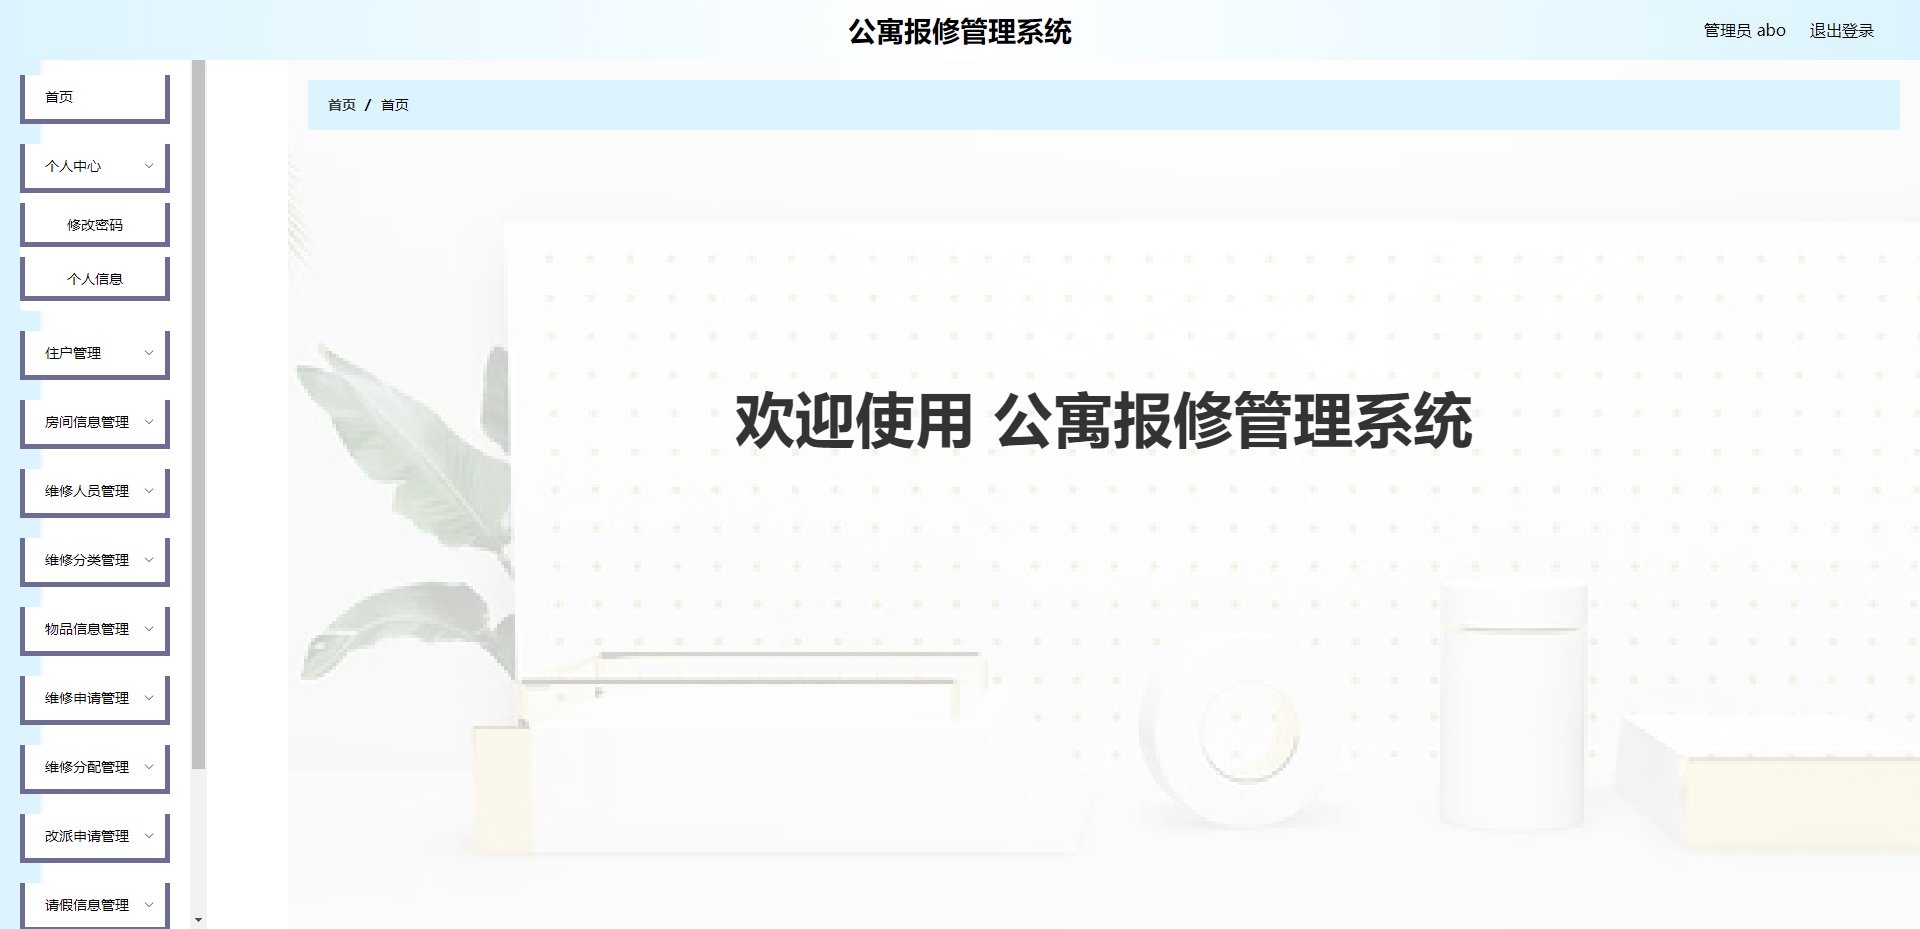 公寓报修管理系统
管理员 abo 退出登录
首页
个人中心
修改密码
个人信息
住户管理
房间信息管理
维修人员管理
维修分类管理
物品信息管理
维修申请管理
维修分配管理
改派申请管理
请假信息管理
首页 / 首页
欢迎使用 公寓报修管理系统